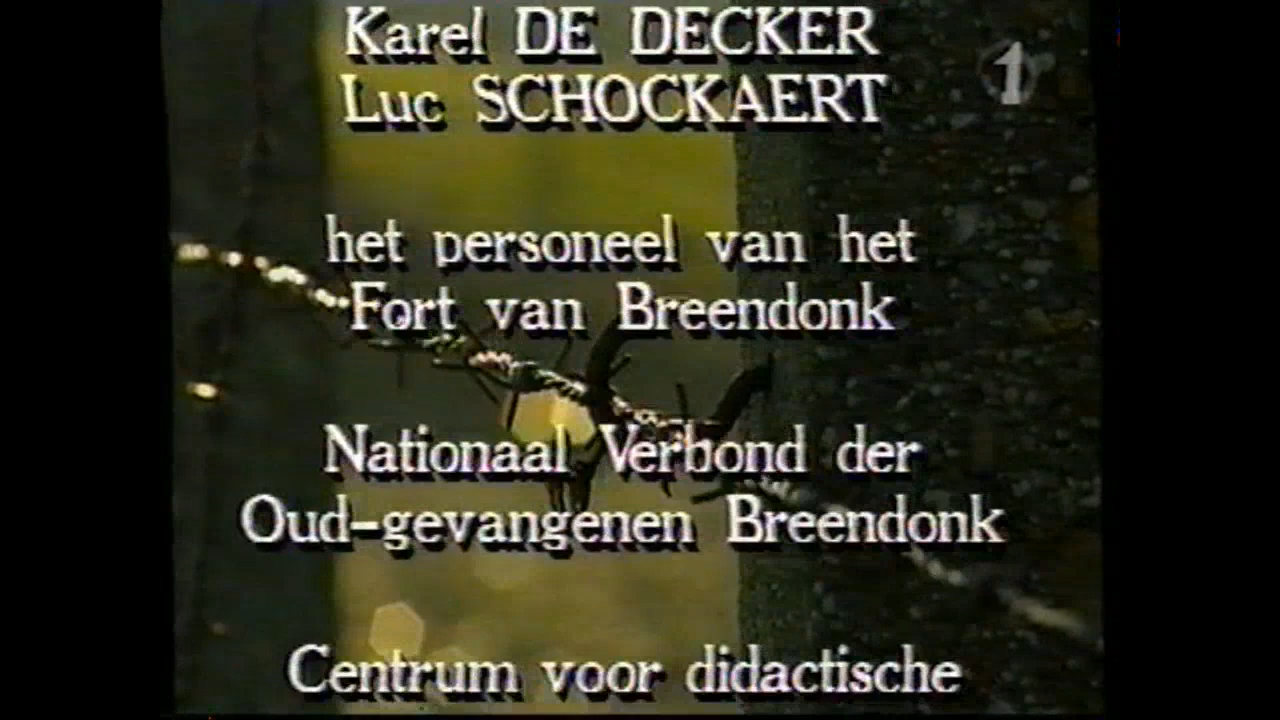 Karel DE DECKER
Luc SCHOCKAERT
1
het personeel van het
Fort van Breendonk
Nationaal Verbond der
Oud-gevangenen Breendonk
Centrum voor didactische